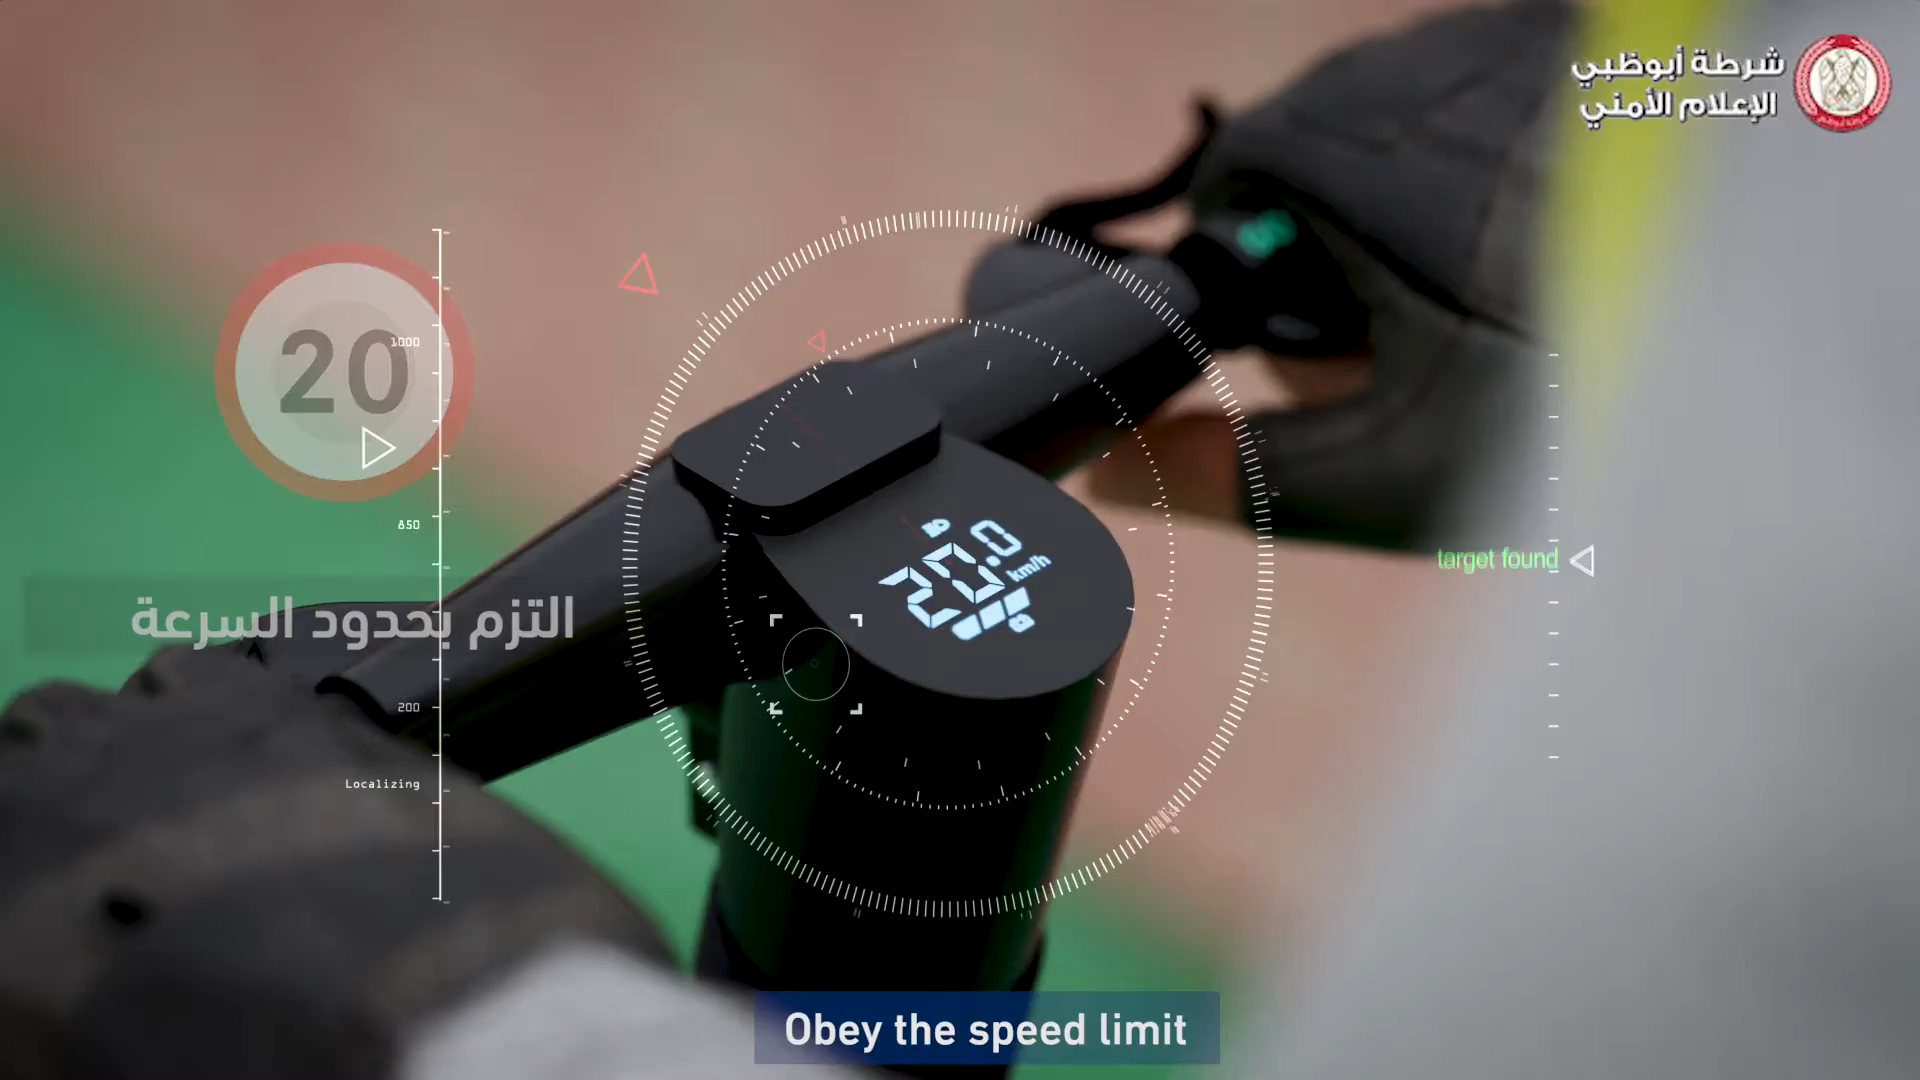 شرطة أبوظبي
الإعلام الأمني
20
1000
850
target found
20.0
km/h
التزم بحدود السرعة
200
Localizing
Obey the speed limit